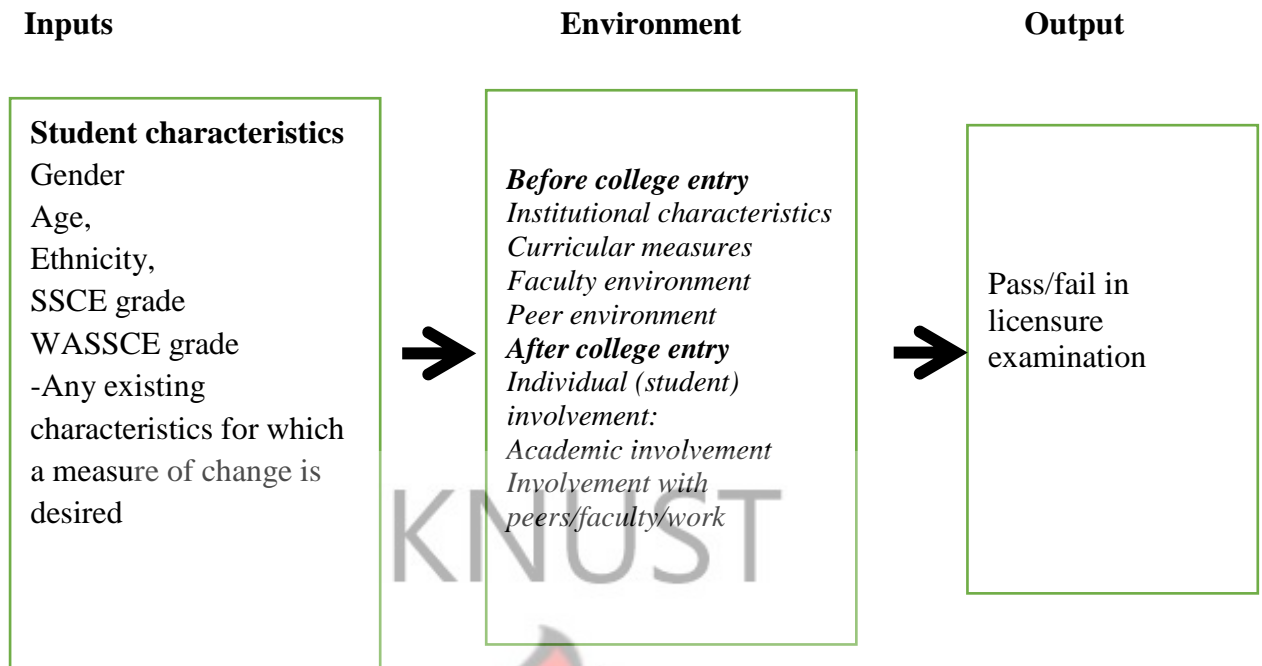 Inputs
Environment
Output
Student characteristics
Gender
Age,
Ethnicity,
SSCE grade
WASSCE grade
-Any existing
characteristics for which
a measure of change is
desired
Before college entry
Institutional characteristics
Curricular measures
Faculty environment
Peer environment
After college entry
Individual (student)
involvement:
Academic involvement
Involvement with
peers/faculty/work
Pass/fail in
licensure
examination
KNUST